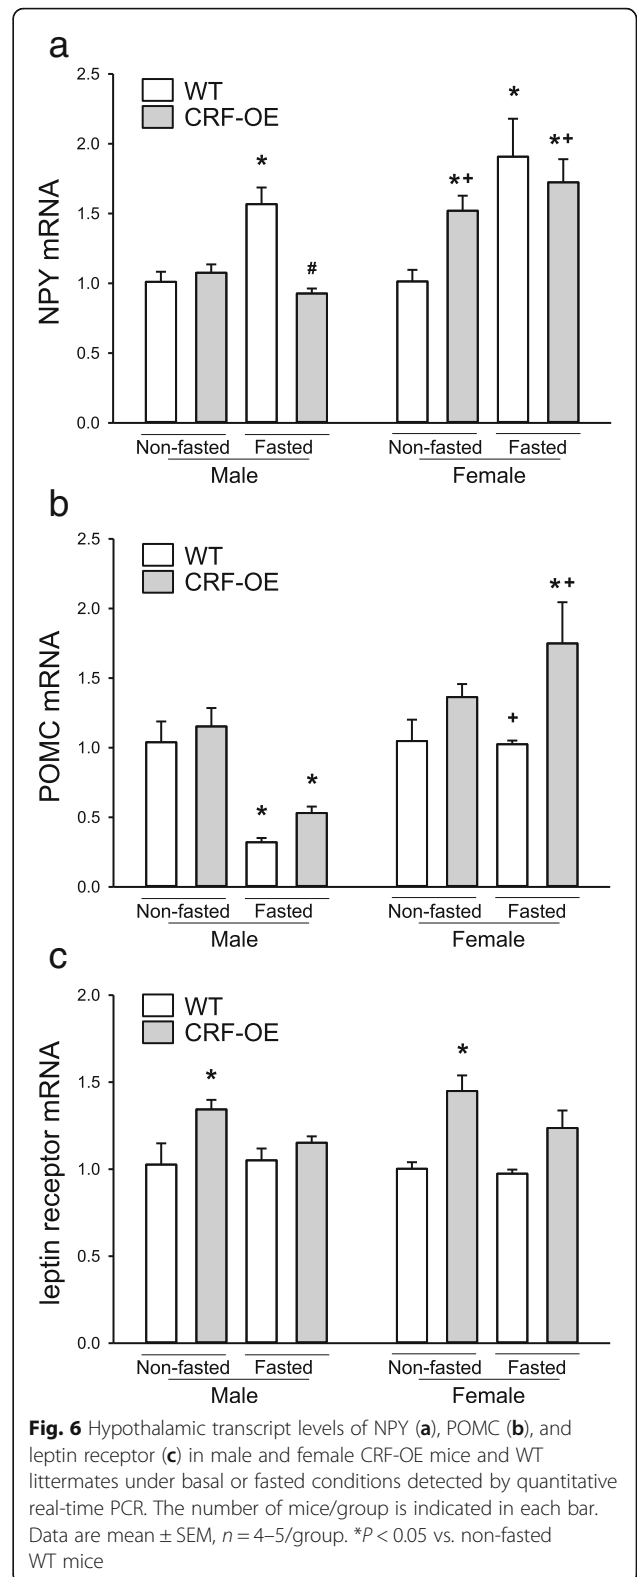 a
2.5
2.0
1.5
1.0
0.5
0.0
NPY mRNA
WT
CRF-OE
*
#
*+
*
*+
Non-fasted Fasted Non-fasted Fasted
Male Female
b
2.5
2.0
1.5
1.0
0.5
0.0
POMC mRNA
WT
CRF-OE
*
*
+
*+
Non-fasted Fasted Non-fasted Fasted
Male Female
c
2.0
1.5
1.0
0.5
0.0
leptin receptor mRNA
WT
CRF-OE
*
*
Non-fasted Fasted Non-fasted Fasted
Male Female
Fig. 6 Hypothalamic transcript levels of NPY (a), POMC (b), and
leptin receptor (c) in male and female CRF-OE mice and WT
littermates under basal or fasted conditions detected by quantitative
real-time PCR. The number of mice/group is indicated in each bar.
Data are mean ± SEM, n = 4–5/group. *P < 0.05 vs. non-fasted
WT mice